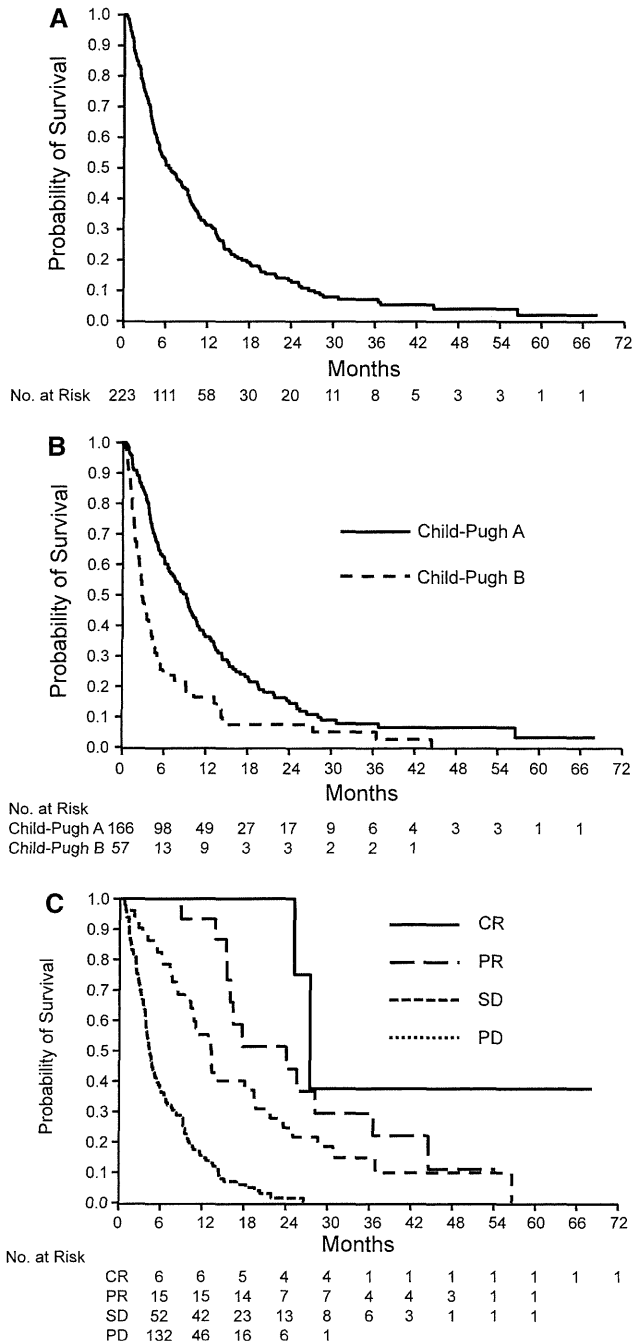 A
Probability of Survival
1.0
0.9
0.8
0.7
0.6
0.5
0.4
0.3
0.2
0.1
0.0
0 6 12 18 24 30 36 42 48 54 60 66 72
Months
No. at Risk 223 111 58 30 20 11 8 5 3 3 1 1
B
Probability of Survival
1.0
0.9
0.8
0.7
0.6
0.5
0.4
0.3
0.2
0.1
0.0
Child-Pugh A
Child-Pugh B
0 6 12 18 24 30 36 42 48 54 60 66 72
Months
No. at Risk
Child-Pugh A 166 98 49 27 17 9 6 4 3 3 1 1
Child-Pugh B 57 13 9 3 3 2 2 1
C
Probability of Survival
1.0
0.9
0.8
0.7
0.6
0.5
0.4
0.3
0.2
0.1
0.0
CR
PR
SD
PD
0 6 12 18 24 30 36 42 48 54 60 66 72
Months
No. at Risk
CR 6 6 5 4 4 1 1 1 1 1 1 1
PR 15 15 14 7 7 4 4 3 1 1
SD 52 42 23 13 8 6 3 1 1 1
PD 132 46 16 6 1